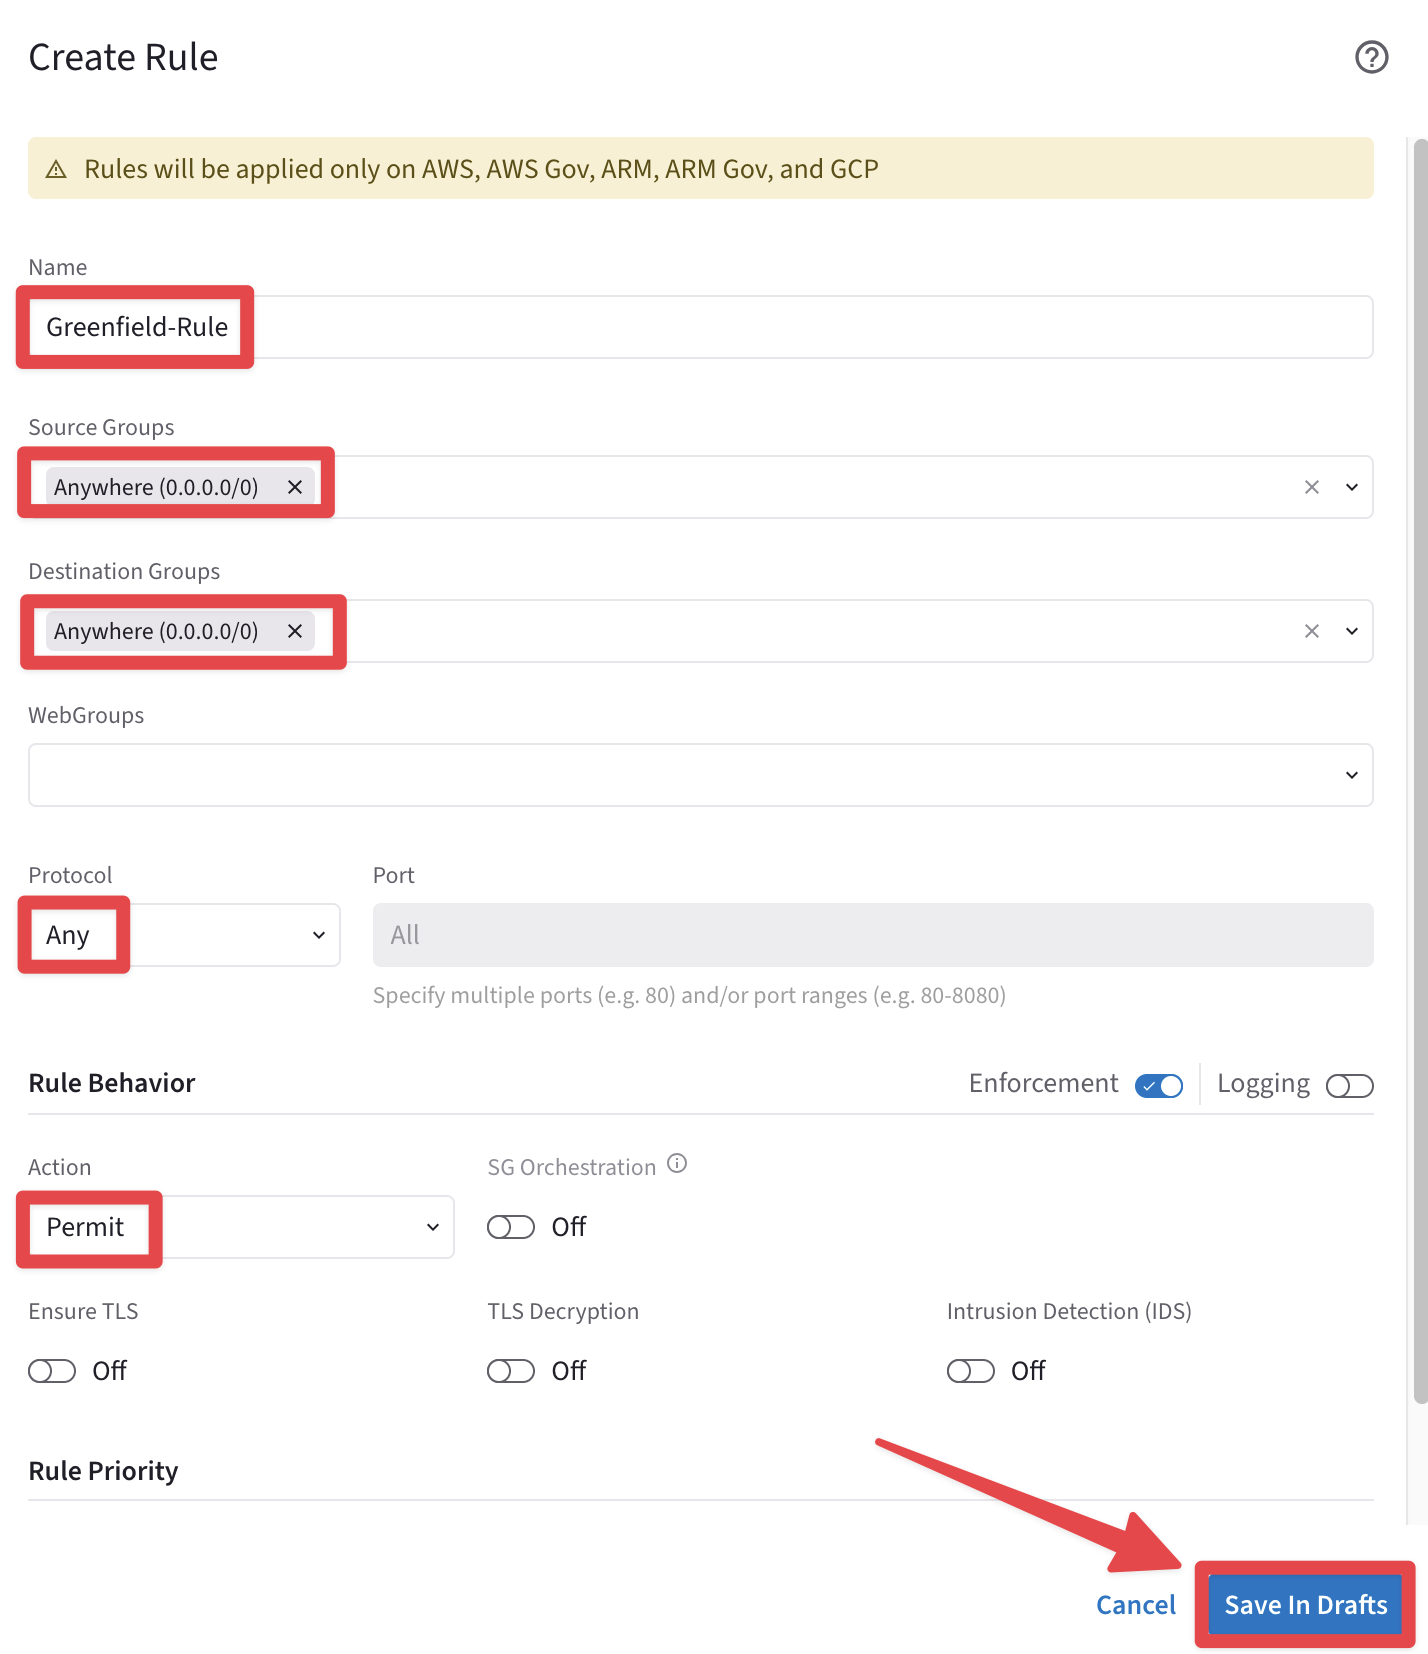 Create Rule
Rules will be applied only on AWS, AWS Gov, ARM, ARM Gov, and GCP
Name
Greenfield-Rule
Source Groups
Anywhere (0.0.0.0/0)
Destination Groups
Anywhere (0.0.0.0/0)
WebGroups
Protocol Port
Any All
Specify multiple ports (e.g. 80) and/or port ranges (e.g. 80-8080)
Rule Behavior Enforcement Logging
Action SG Orchestration
Permit Off
Ensure TLS TLS Decryption Intrusion Detection (IDS)
Off Off Off
Rule Priority
Cancel Save In Drafts